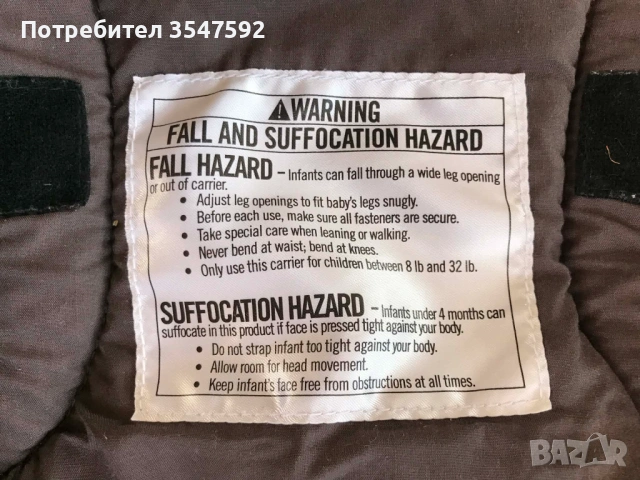 Потребител 3547592
⚠WARNING
FALL AND SUFFOCATION HAZARD
FALL HAZARD – Infants can fall through a wide leg opening
or out of carrier.
• Adjust leg openings to fit baby's legs snugly.
• Before each use, make sure all fasteners are secure.
• Take special care when leaning or walking.
• Never bend at waist; bend at knees.
• Only use this carrier for children between 8 lb and 32 lb.
SUFFOCATION HAZARD – Infants under 4 months can
suffocate in this product if face is pressed tight against your body.
• Do not strap infant too tight against your body.
• Allow room for head movement.
• Keep infant's face free from obstructions at all times.
BAZAR